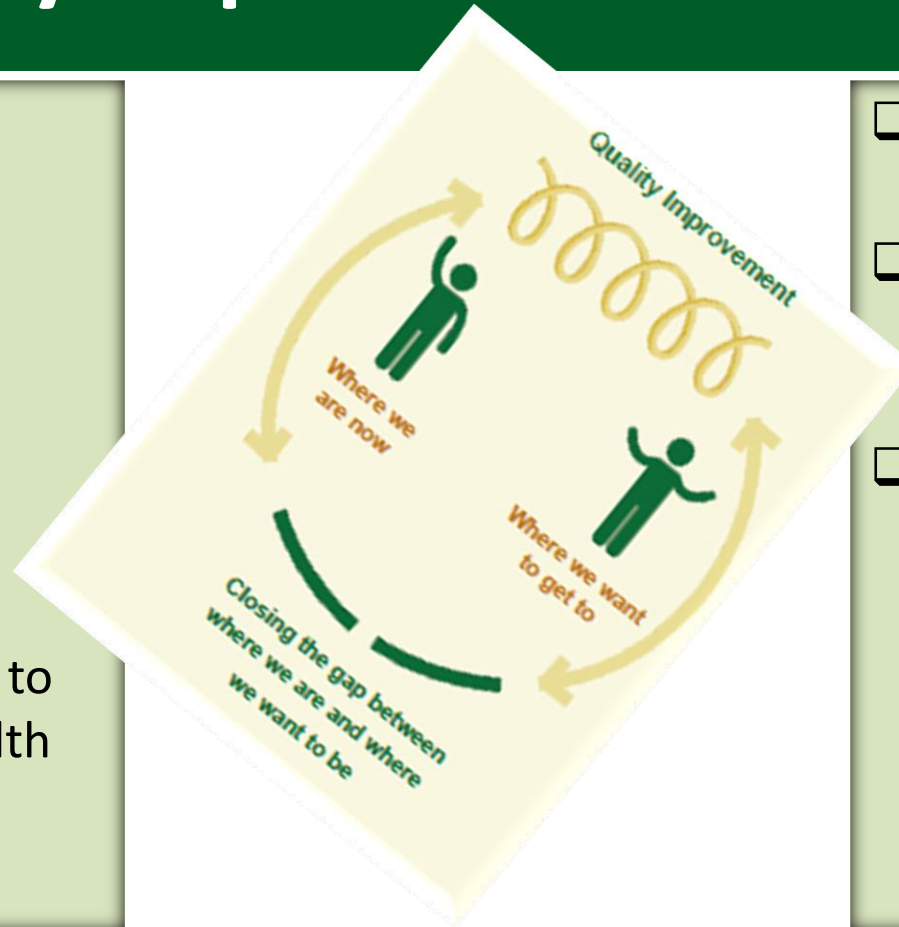 Quality Improvement
Where we
are now
Where we want
to get to
Closing the gap between
where we are and where
we want to be
to